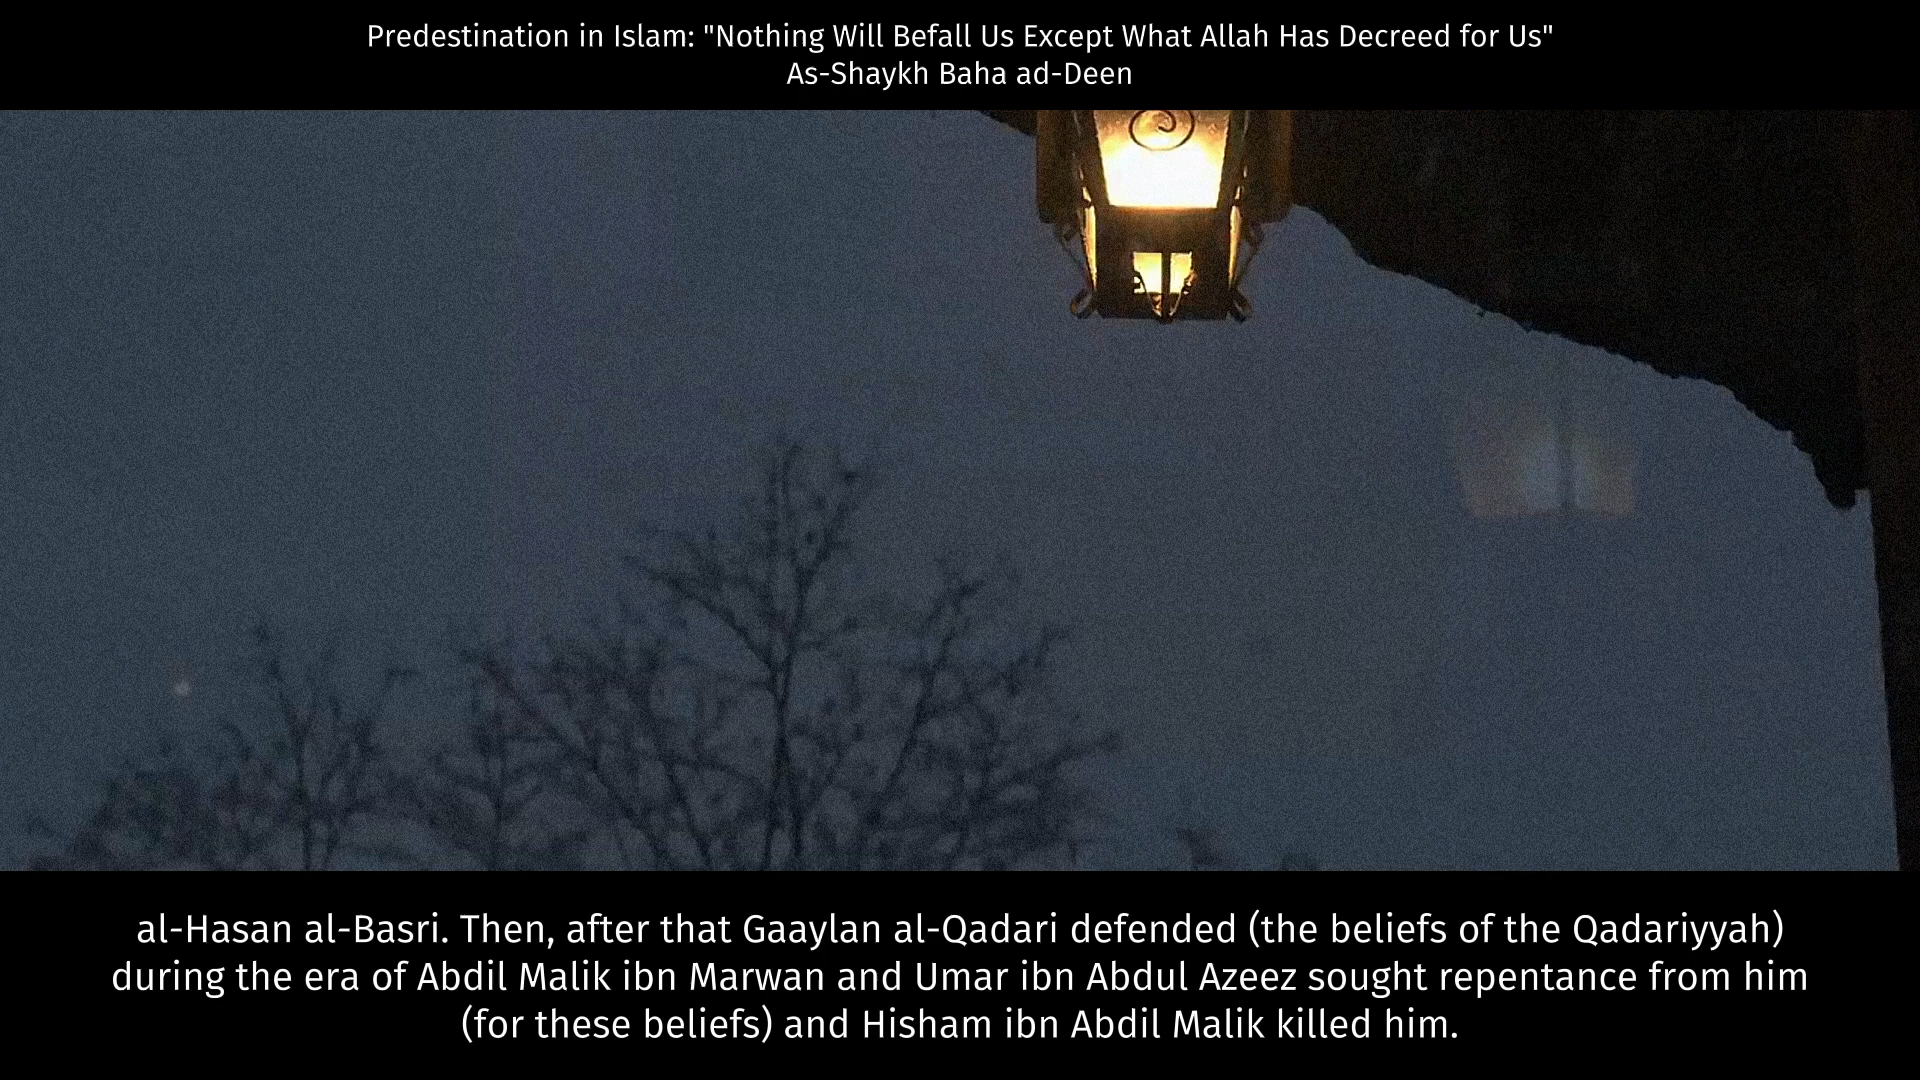 Predestination in Islam: "Nothing Will Befall Us Except What Allah Has Decreed for Us"
As-Shaykh Baha ad-Deen
al-Hasan al-Basri. Then, after that Gaaylan al-Qadari defended (the beliefs of the Qadariyyah)
during the era of Abdil Malik ibn Marwan and Umar ibn Abdul Azeez sought repentance from him
(for these beliefs) and Hisham ibn Abdil Malik killed him.